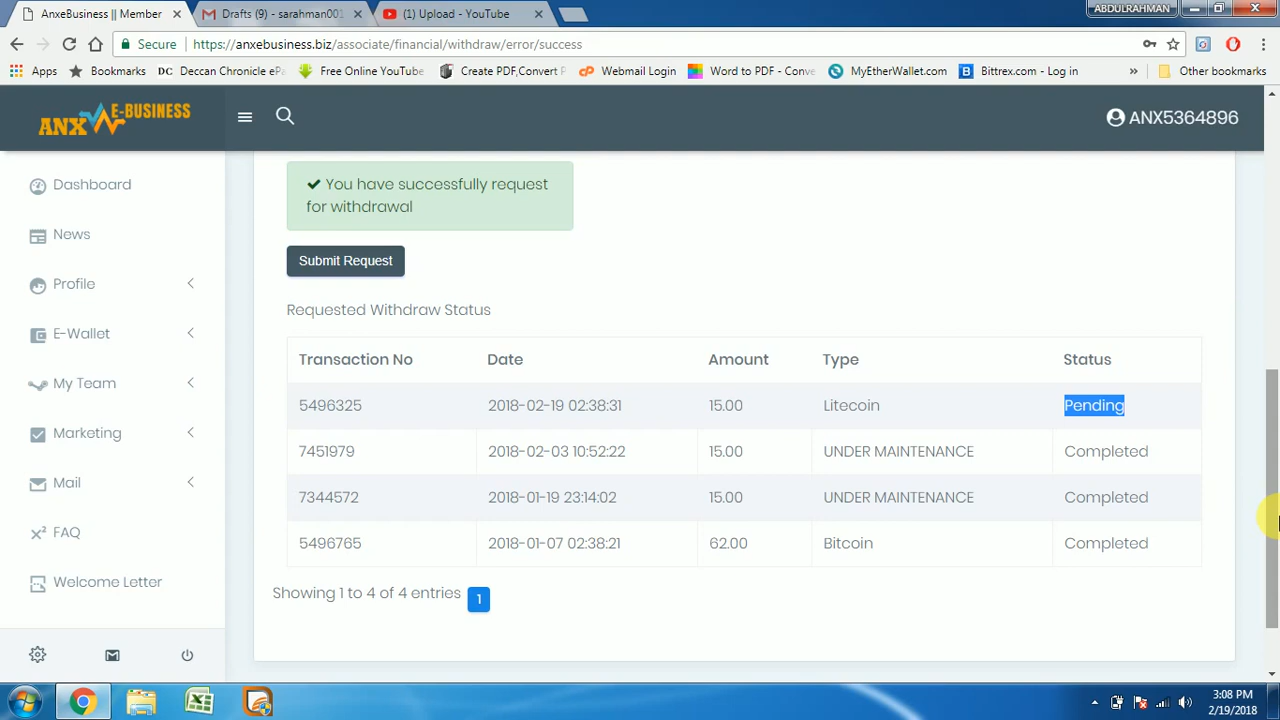 AnxeBusiness || Member
Drafts (9) - sarahman001
(1) Upload - YouTube
ABDULRAHMAN
Secure
https://anxebusiness.biz/associate/financial/withdraw/error/success
Apps
Bookmarks
DC Deccan Chronicle ePa
Free Online YouTube
Create PDF,Convert P
cP Webmail Login
Word to PDF - Conve
MyEtherWallet.com
B Bittrex.com - Log in
»
Other bookmarks
ANX E-BUSINESS
ANX5364896
Dashboard
News
Profile
E-Wallet
My Team
Marketing
Mail
FAQ
Welcome Letter
You have successfully request
for withdrawal
Submit Request
Requested Withdraw Status
Transaction No Date Amount Type Status
5496325 2018-02-19 02:38:31 15.00 Litecoin Pending
7451979 2018-02-03 10:52:22 15.00 UNDER MAINTENANCE Completed
7344572 2018-01-19 23:14:02 15.00 UNDER MAINTENANCE Completed
5496765 2018-01-07 02:38:21 62.00 Bitcoin Completed
Showing 1 to 4 of 4 entries 1
3:08 PM
2/19/2018